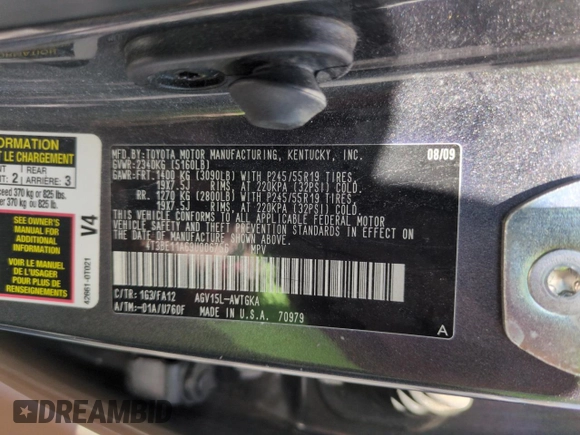 MFD. BY:TOYOTA MOTOR MANUFACTURING, KENTUCKY, INC.
08/09
GVWR:2340KG (5160LB)
GAWR:FRT. 1400 KG (3090LB) WITH P245/55R19 TIRES,
19X7.5J RIMS, AT 220KPA (32PSI) COLD.
RR. 1270 KG (2800LB) WITH P245/55R19 TIRES,
19X7.5J RIMS, AT 220KPA (32PSI) COLD.
THIS VEHICLE CONFORMS TO ALL APPLICABLE FEDERAL MOTOR
VEHICLE SAFETY AND THEFT PREVENTION STANDARDS IN EFFECT ON
THE DATE OF MANUFACTURE SHOWN ABOVE.
MPV
C/TR: 1G3/FA12 AGV15L-AWTGKA
A/TM:-01A/U760F MADE IN U.S.A. 70979
A
INFORMATION
LE CHARGEMENT
2 REAR
ARRIÈRE: 3
exceed 370 kg or 825 lbs.
370 kg ou 825 lb.
SEE OWNER'S
MANUAL FOR
ADDITIONAL
INFORMATION
VOIR LE MANUEL
DE L'USAGER
POUR PLUS DE
RENSEIGNEMENTS
V4
42661-0T021
DREAMBID